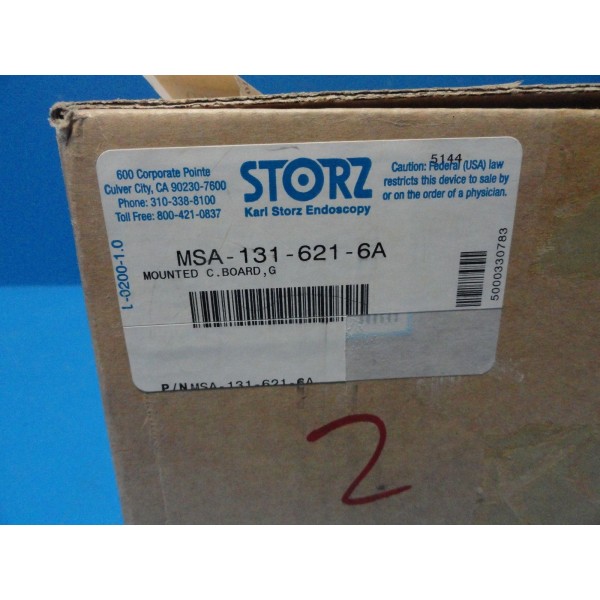 600 Corporate Pointe
Culver City, CA 90230-7600
Phone: 310-338-8100
Toll Free: 800-421-0837
STORZ
Karl Storz Endoscopy
5144
Caution: Federal (USA) law
restricts this device to sale by
or on the order of a physician.
L-0200-1.0
MSA-131-621-6A
MOUNTED C.BOARD,G
5000330783
P/N MSA-131-621-6A
2